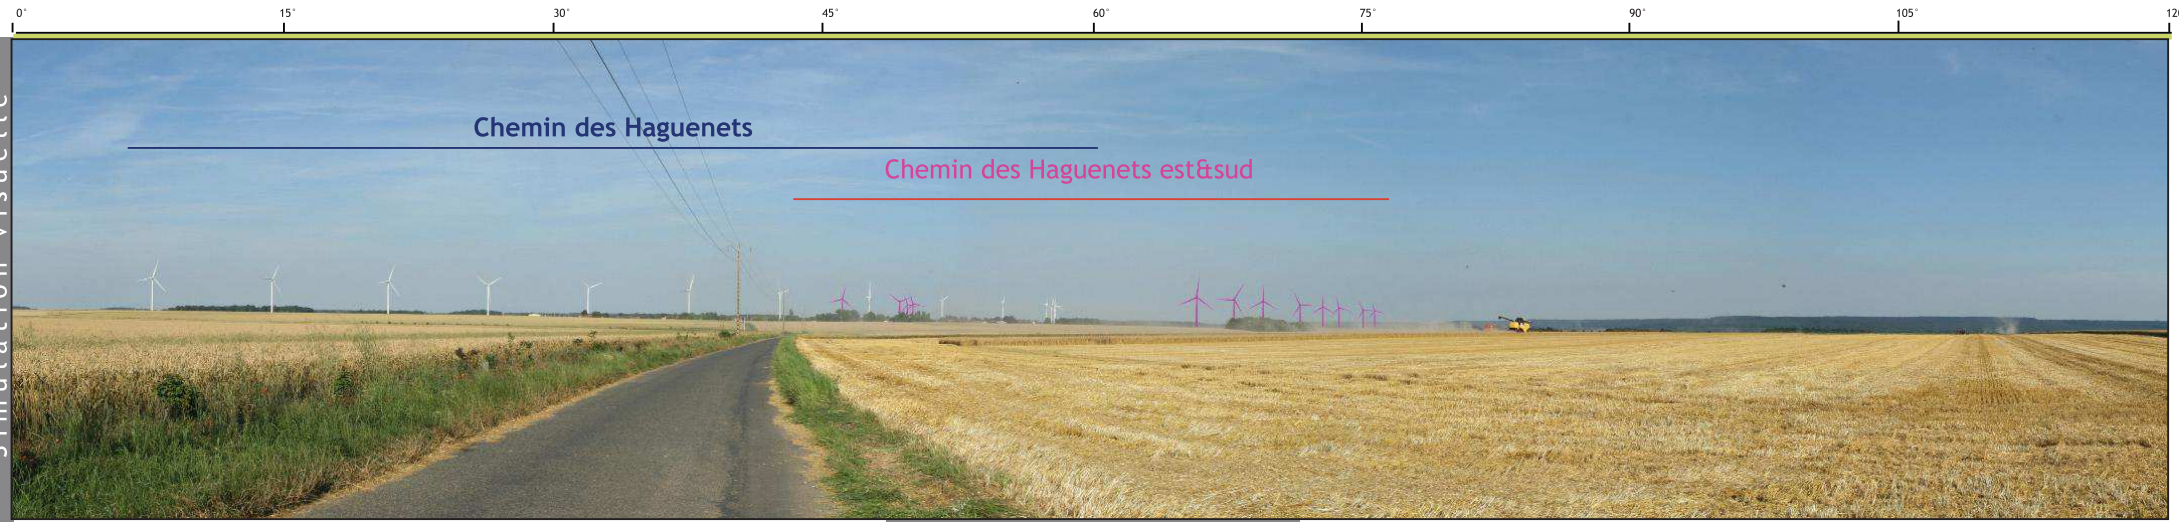 0° 15° 30° 45° 60° 75° 90° 105°
Chemin des Haguenets
Chemin des Haguenets est&sud